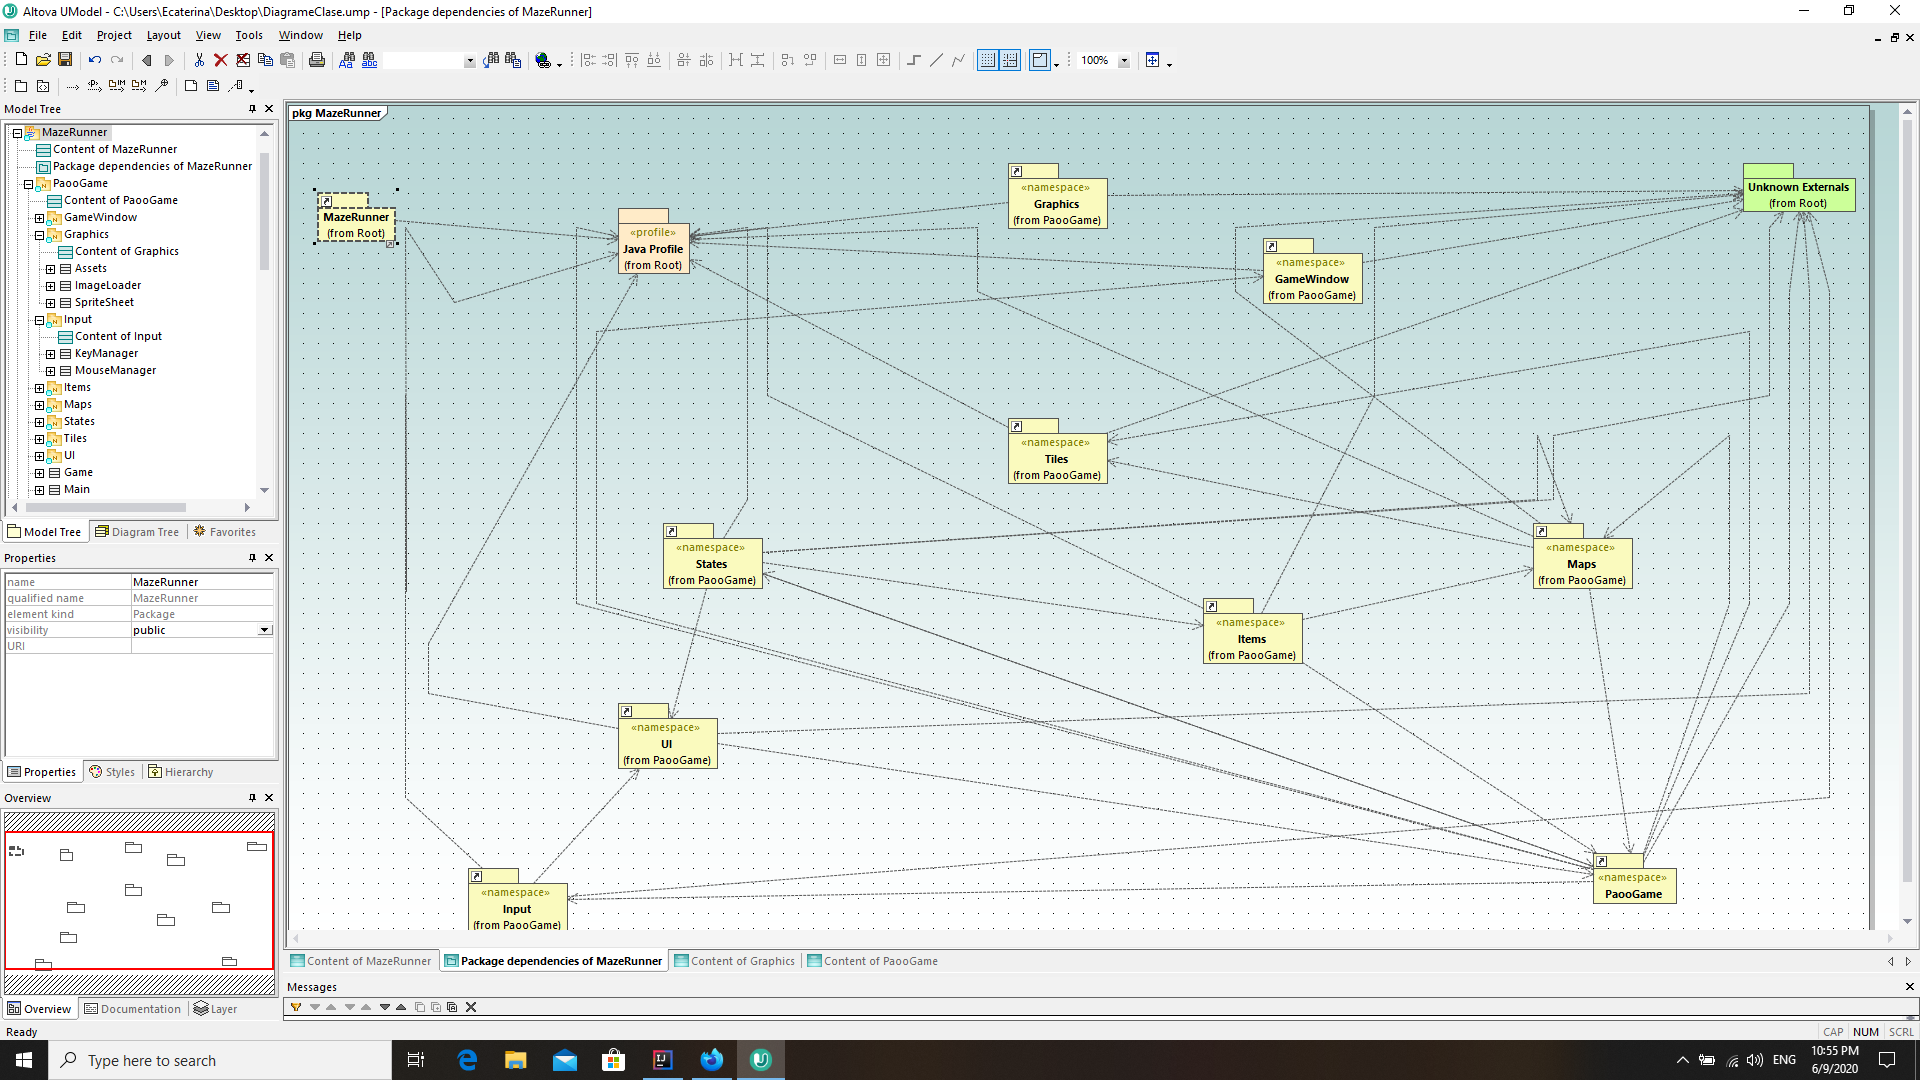 Altova UModel - C:\Users\Ecaterina\Desktop\DiagrameClase.ump - [Package dependencies of MazeRunner]
File Edit Project Layout View Tools Window Help
100%
Model Tree
MazeRunner
Content of MazeRunner
Package dependencies of MazeRunner
PaooGame
Content of PaooGame
GameWindow
Graphics
Content of Graphics
Assets
ImageLoader
SpriteSheet
Input
Content of Input
KeyManager
MouseManager
Items
Maps
States
Tiles
UI
Game
Main
Model Tree Diagram Tree Favorites
Properties
name MazeRunner
qualified name MazeRunner
element kind Package
visibility public
URI
Properties Styles Hierarchy
Overview
Overview Documentation Layer
pkg MazeRunner
MazeRunner
(from Root)
«profile»
Java Profile
(from Root)
«namespace»
Graphics
(from PaooGame)
Unknown Externals
(from Root)
«namespace»
GameWindow
(from PaooGame)
«namespace»
Tiles
(from PaooGame)
«namespace»
States
(from PaooGame)
«namespace»
Maps
(from PaooGame)
«namespace»
Items
(from PaooGame)
«namespace»
UI
(from PaooGame)
«namespace»
Input
(from PaooGame)
«namespace»
PaooGame
Content of MazeRunner Package dependencies of MazeRunner Content of Graphics Content of PaooGame
Messages
Ready
CAP NUM SCRL
Type here to search
ENG
10:55 PM
6/9/2020